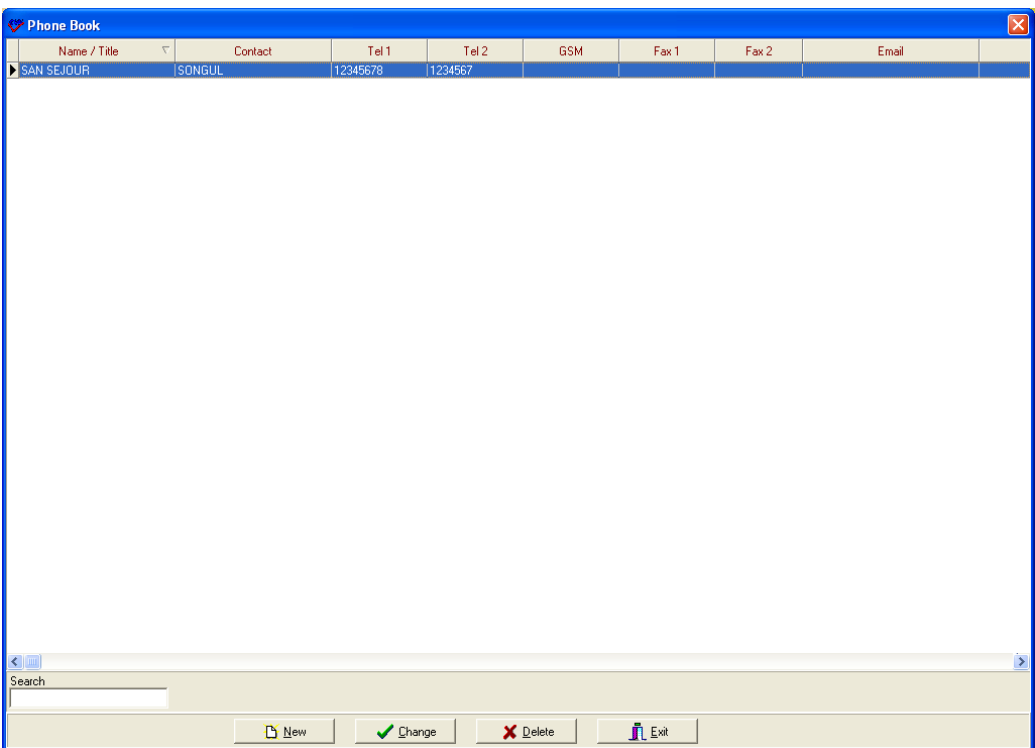 Phone Book
Name / Title Contact Tel 1 Tel 2 GSM Fax 1 Fax 2 Email
SAN SEJOUR SONGUL 12345678 1234567
Search
New Change Delete Exit